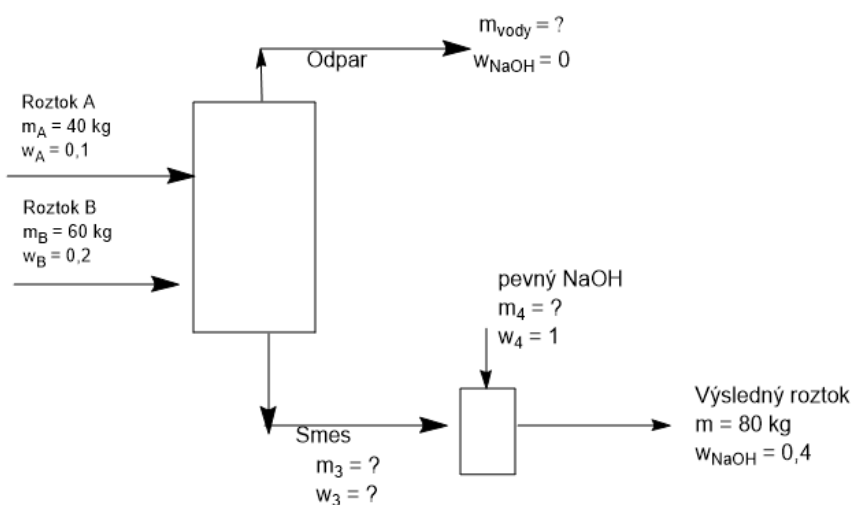 m_vody = ?
Odpar
w_NaOH = 0
Roztok A
m_A = 40 kg
w_A = 0,1
Roztok B
m_B = 60 kg
w_B = 0,2
pevný NaOH
m_4 = ?
w_4 = 1
Smes
m_3 = ?
w_3 = ?
Výsledný roztok
m = 80 kg
w_NaOH = 0,4